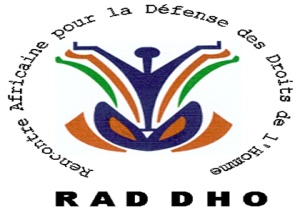 Rencontre Africaine pour la Défense des Droits de l'Homme
RAD DHO